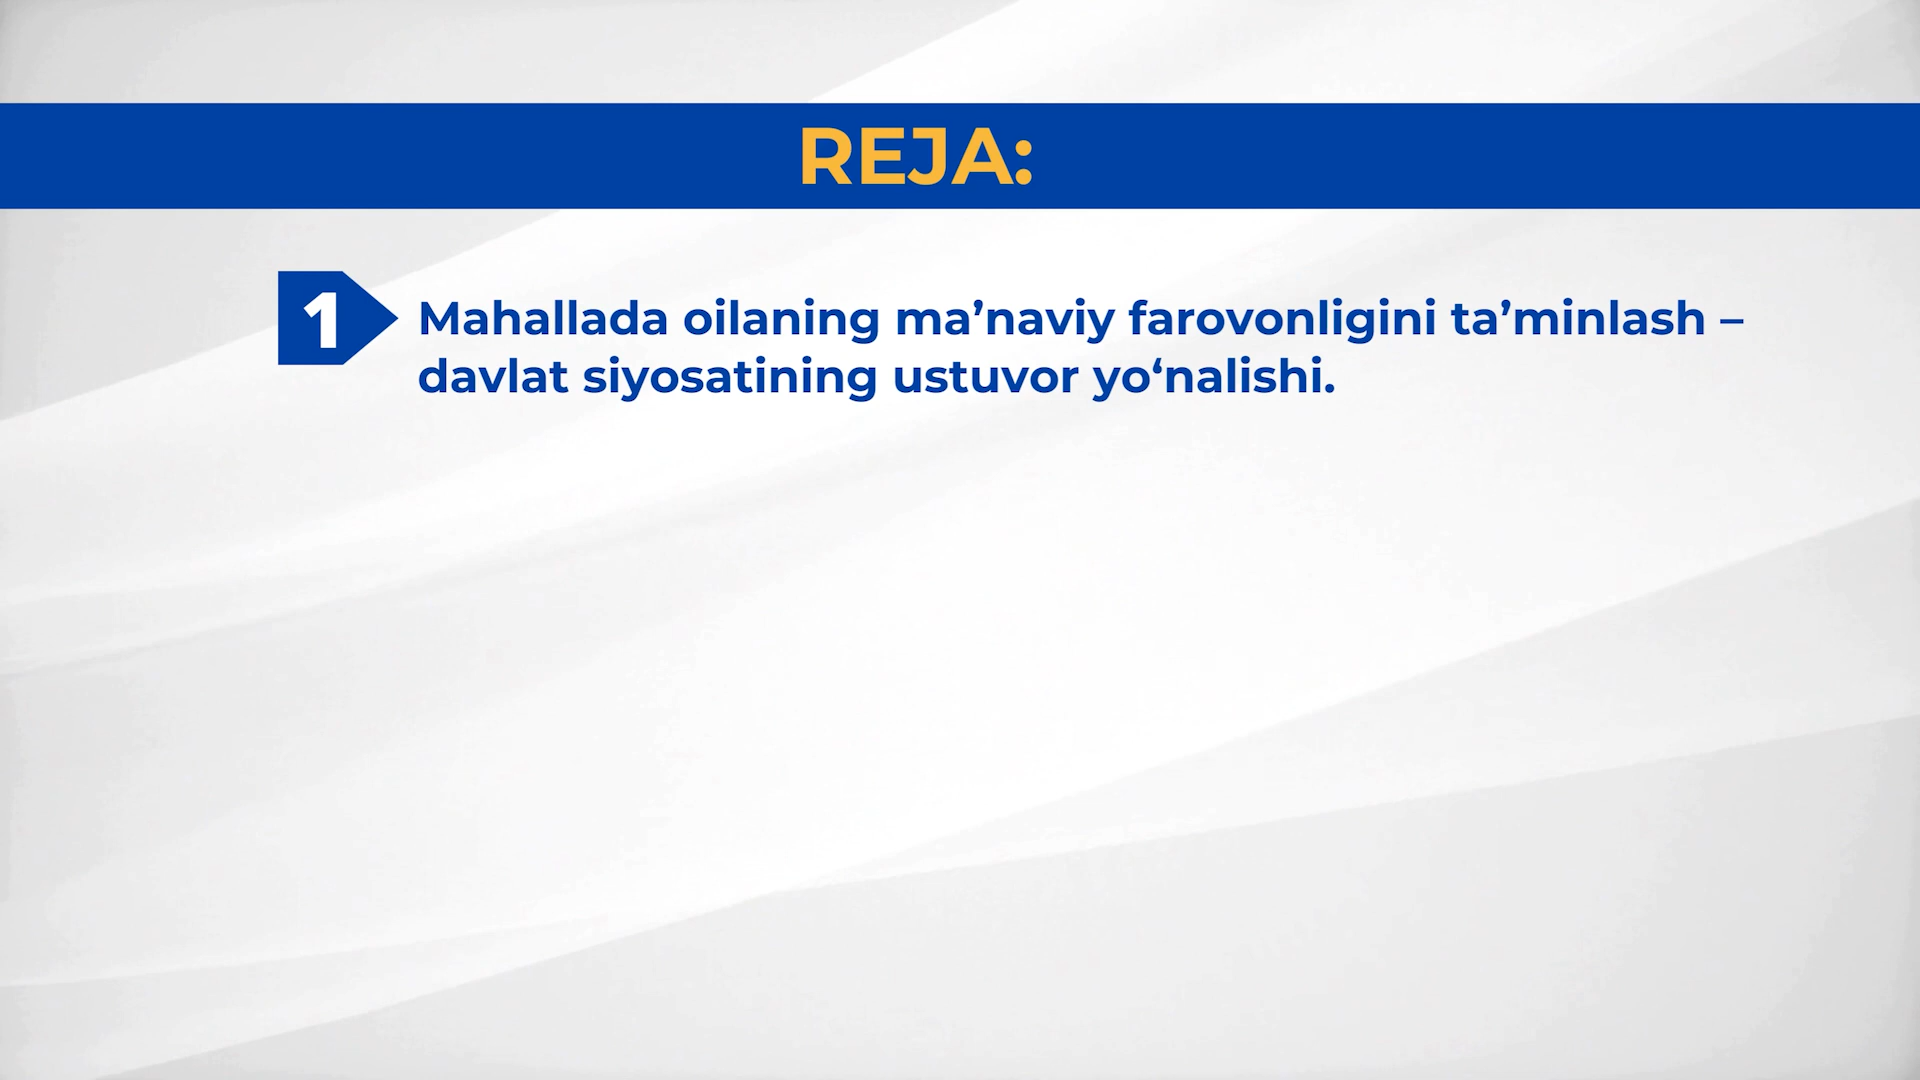 REJA:
1
Mahallada oilaning ma’naviy farovonligini ta’minlash –
davlat siyosatining ustuvor yo‘nalishi.